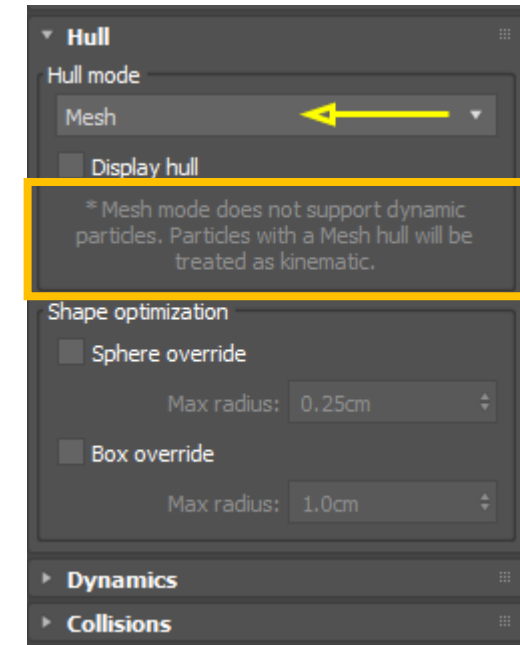 Hull
Hull mode
Mesh
Display hull
* Mesh mode does not support dynamic
particles. Particles with a Mesh hull will be
treated as kinematic.
Shape optimization
Sphere override
Max radius: 0.25cm
Box override
Max radius: 1.0cm
Dynamics
Collisions